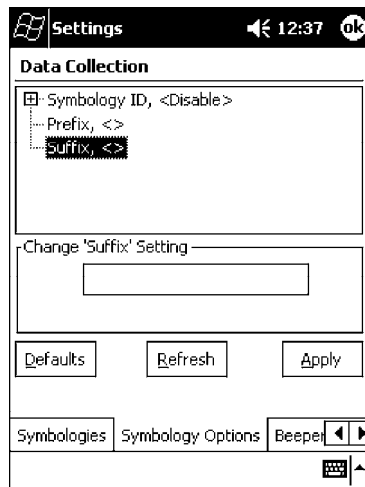 Settings 12:37 ok
Data Collection
Symbology ID, <Disable>
Prefix, <>
Suffix, <>
Change 'Suffix' Setting
Defaults Refresh Apply
Symbologies Symbology Options Beeper